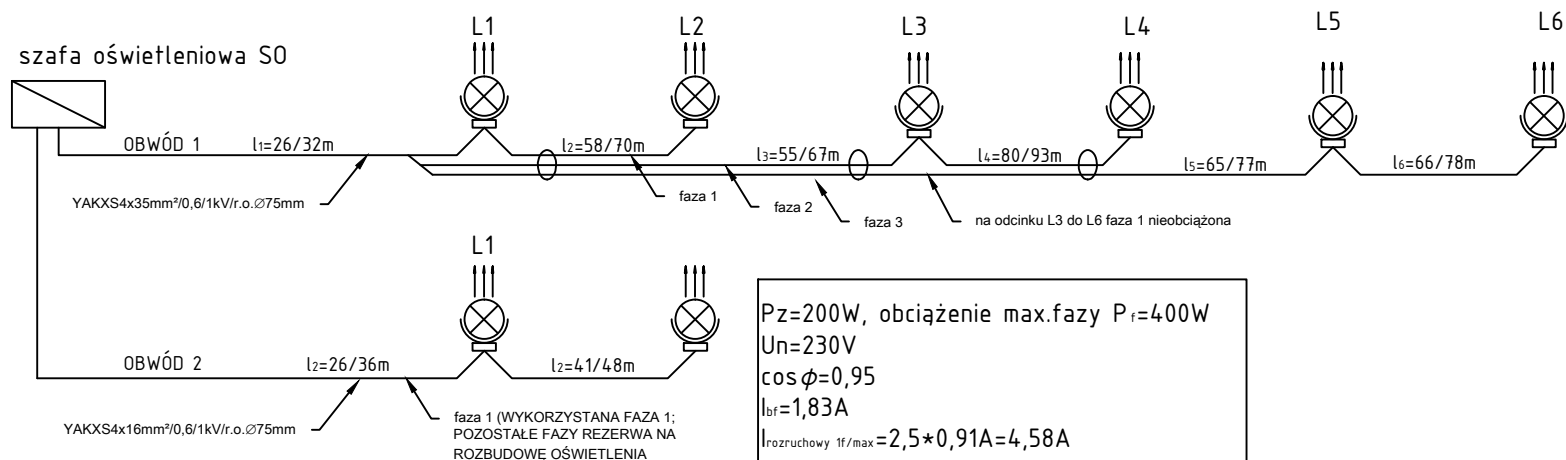 L1
L2
L3
L4
L5
L6
szafa oświetleniowa SO
OBWÓD 1
l1=26/32m
l2=58/70m
l3=55/67m
l4=80/93m
l5=65/77m
l6=66/78m
YAKXS4x35mm²/0,6/1kV/r.o.Ø75mm
faza 1
faza 2
faza 3
na odcinku L3 do L6 faza 1 nieobciążona
L1
OBWÓD 2
l2=26/36m
l2=41/48m
YAKXS4x16mm²/0,6/1kV/r.o.Ø75mm
faza 1 (WYKORZYSTANA FAZA 1;
POZOSTAŁE FAZY REZERWA NA
ROZBUDOWE OŚWIETLENIA
Pz=200W, obciążenie max.fazy Pf=400W
Un=230V
cosϕ=0,95
Ibf=1,83A
Irozruchowy 1f/max=2,5*0,91A=4,58A